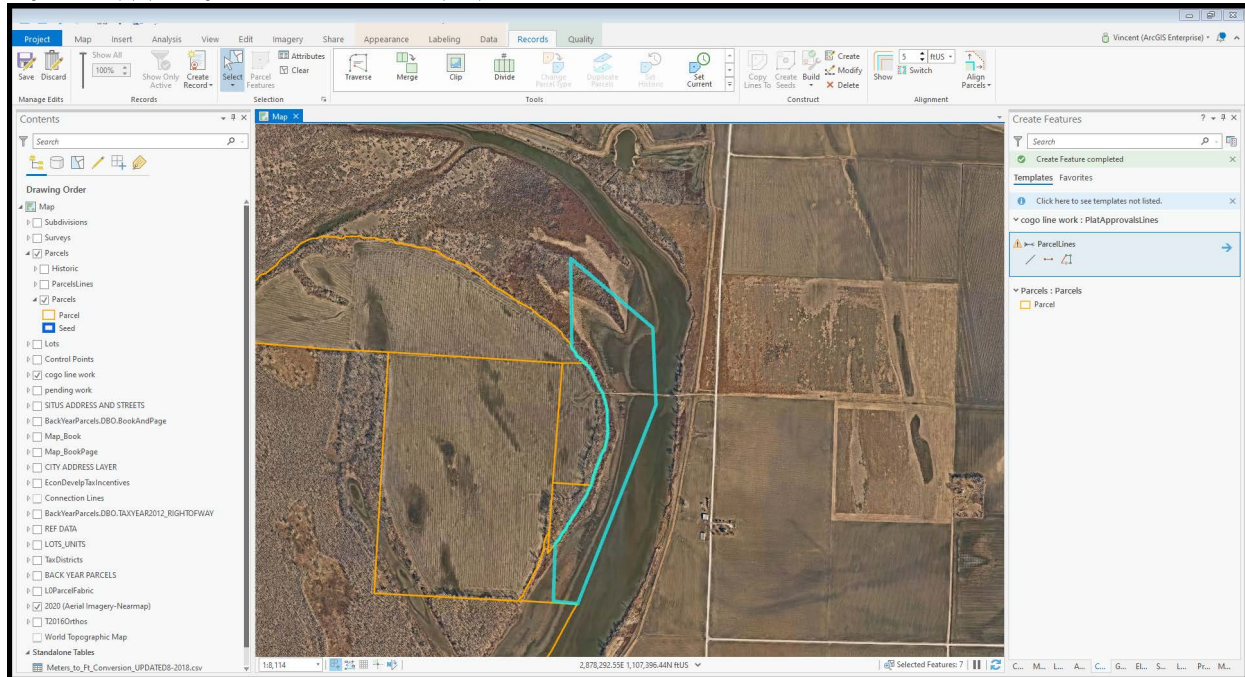 Project Map Insert Analysis View Edit Imagery Share Appearance Labeling Data Records Quality
Vincent (ArcGIS Enterprise)
Save Discard
Show All
100%
Show Only Active
Create Record
Select
Parcel Features
Attributes
Clear
Traverse Merge Clip Divide
Change Parcel Type
Duplicate Parcels
Set Historic
Set Current
Copy Lines To
Create Seeds
Build
Create
Modify
Delete
Show
5 ftUS
Switch
Align Parcels
Manage Edits Records Selection Tools Construct Alignment
Contents
Search
Drawing Order
Map
Subdivisions
Surveys
Parcels
Historic
ParcelsLines
Parcels
Parcel
Seed
Lots
Control Points
cogo line work
pending work
SITUS ADDRESS AND STREETS
BackYearParcels.DBO.BookAndPage
Map_Book
Map_BookPage
CITY ADDRESS LAYER
EconDevelpTaxIncentives
Connection Lines
BackYearParcels.DBO.TAXYEAR2012_RIGHTOFWAY
REF DATA
LOTS_UNITS
TaxDistricts
BACK YEAR PARCELS
L0ParcelFabric
2020 (Aerial Imagery-Nearmap)
T2016Orthos
World Topographic Map
Standalone Tables
Meters_to_Ft_Conversion_UPDATED8-2018.csv
Map
1:8,114
2,878,292.55E 1,107,396.44N ftUS
Selected Features: 7
Create Features
Search
Create Feature completed
Templates Favorites
Click here to see templates not listed.
cogo line work : PlatApprovalsLines
ParcelLines
Parcels : Parcels
Parcel
C... M... L... A... C... G... El... S... L... Pr... M...